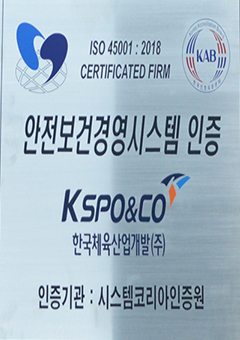 ISO 45001 : 2018
CERTIFICATED FIRM
KAB
안전보건경영시스템 인증
KSPO&CO
한국체육산업개발(주)
인증기관 : 시스템코리아인증원